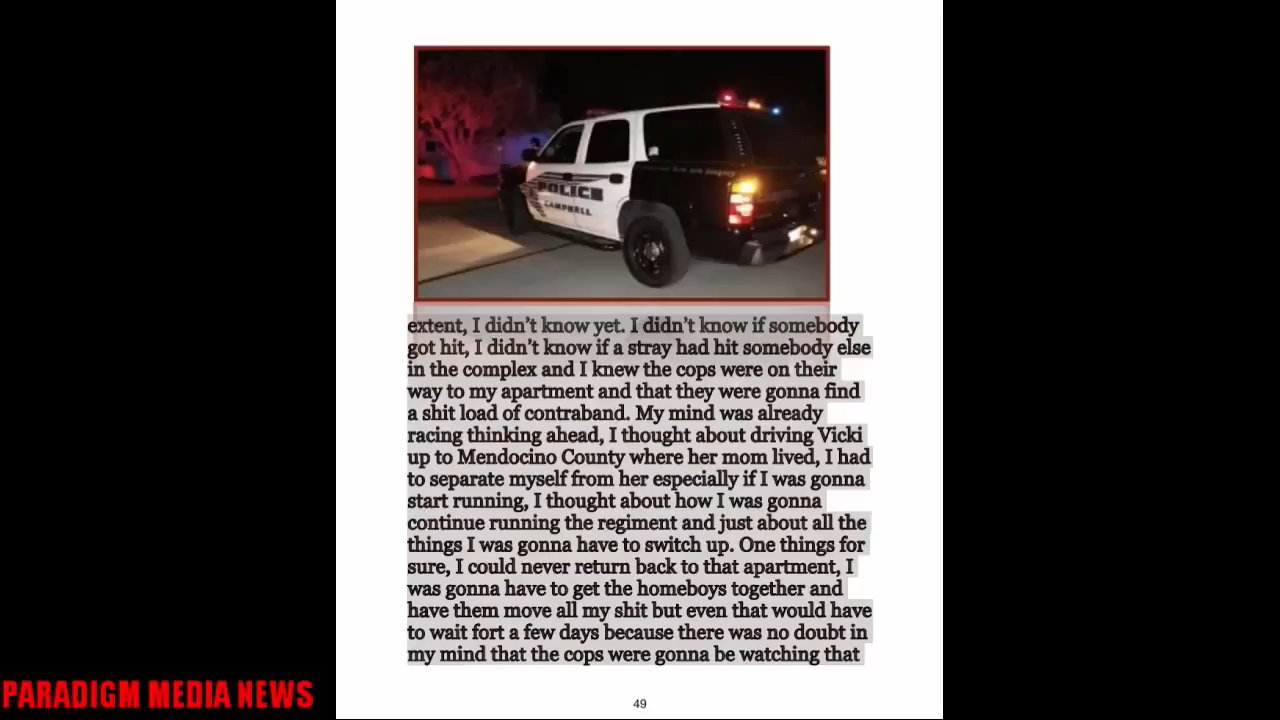 POLICE
CAMPBELL
extent, I didn’t know yet. I didn’t know if somebody
got hit, I didn’t know if a stray had hit somebody else
in the complex and I knew the cops were on their
way to my apartment and that they were gonna find
a shit load of contraband. My mind was already
racing thinking ahead, I thought about driving Vicki
up to Mendocino County where her mom lived, I had
to separate myself from her especially if I was gonna
start running, I thought about how I was gonna
continue running the regiment and just about all the
things I was gonna have to switch up. One things for
sure, I could never return back to that apartment, I
was gonna have to get the homeboys together and
have them move all my shit but even that would have
to wait fort a few days because there was no doubt in
my mind that the cops were gonna be watching that
49
PARADIGM MEDIA NEWS